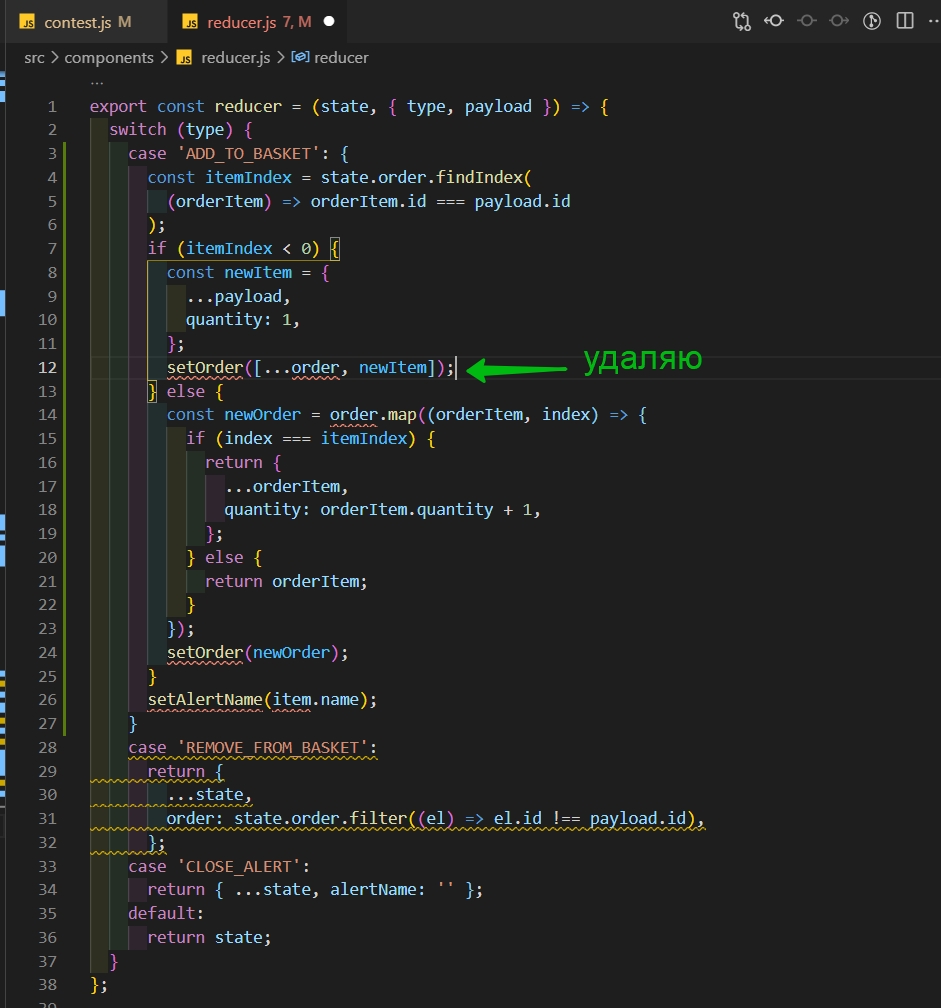 JS contest.js M JS reducer.js 7, M
src > components > JS reducer.js > reducer
...
1 export const reducer = (state, { type, payload }) => {
2 switch (type) {
3 case 'ADD_TO_BASKET': {
4 const itemIndex = state.order.findIndex(
5 (orderItem) => orderItem.id === payload.id
6 );
7 if (itemIndex < 0) {
8 const newItem = {
9 ...payload,
10 quantity: 1,
11 };
12 setOrder([...order, newItem]); удаляю
13 } else {
14 const newOrder = order.map((orderItem, index) => {
15 if (index === itemIndex) {
16 return {
17 ...orderItem,
18 quantity: orderItem.quantity + 1,
19 };
20 } else {
21 return orderItem;
22 }
23 });
24 setOrder(newOrder);
25 }
26 setAlertName(item.name);
27 }
28 case 'REMOVE_FROM_BASKET':
29 return {
30 ...state,
31 order: state.order.filter((el) => el.id !== payload.id),
32 };
33 case 'CLOSE_ALERT':
34 return { ...state, alertName: '' };
35 default:
36 return state;
37 }
38 };
39